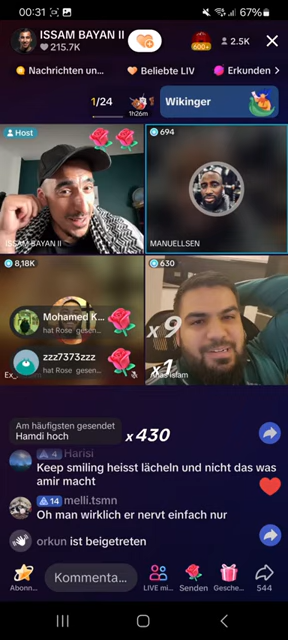 00:31
67%
ISSAM BAYAN II
215.7K
600+
2.5K
Nachrichten un...
Beliebte LIV
Erkunden
1/24
1h26m
Wikinger
Host
694
ISSAM BAYAN II
MANUELLSEN
8,18K
630
Mohamed K...
hat Rose gesen...
x9
zzz7373zzz
hat Rose gesen...
x1
Am häufigsten gesendet
Hamdi hoch
x430
4 Harisi
Keep smiling heisst lächeln und nicht das was
amir macht
14 melli.tsmn
Oh man wirklich er nervt einfach nur
orkun ist beigetreten
Kommenta...
Abonn...
LIVE mi...
Senden
Gesche...
544